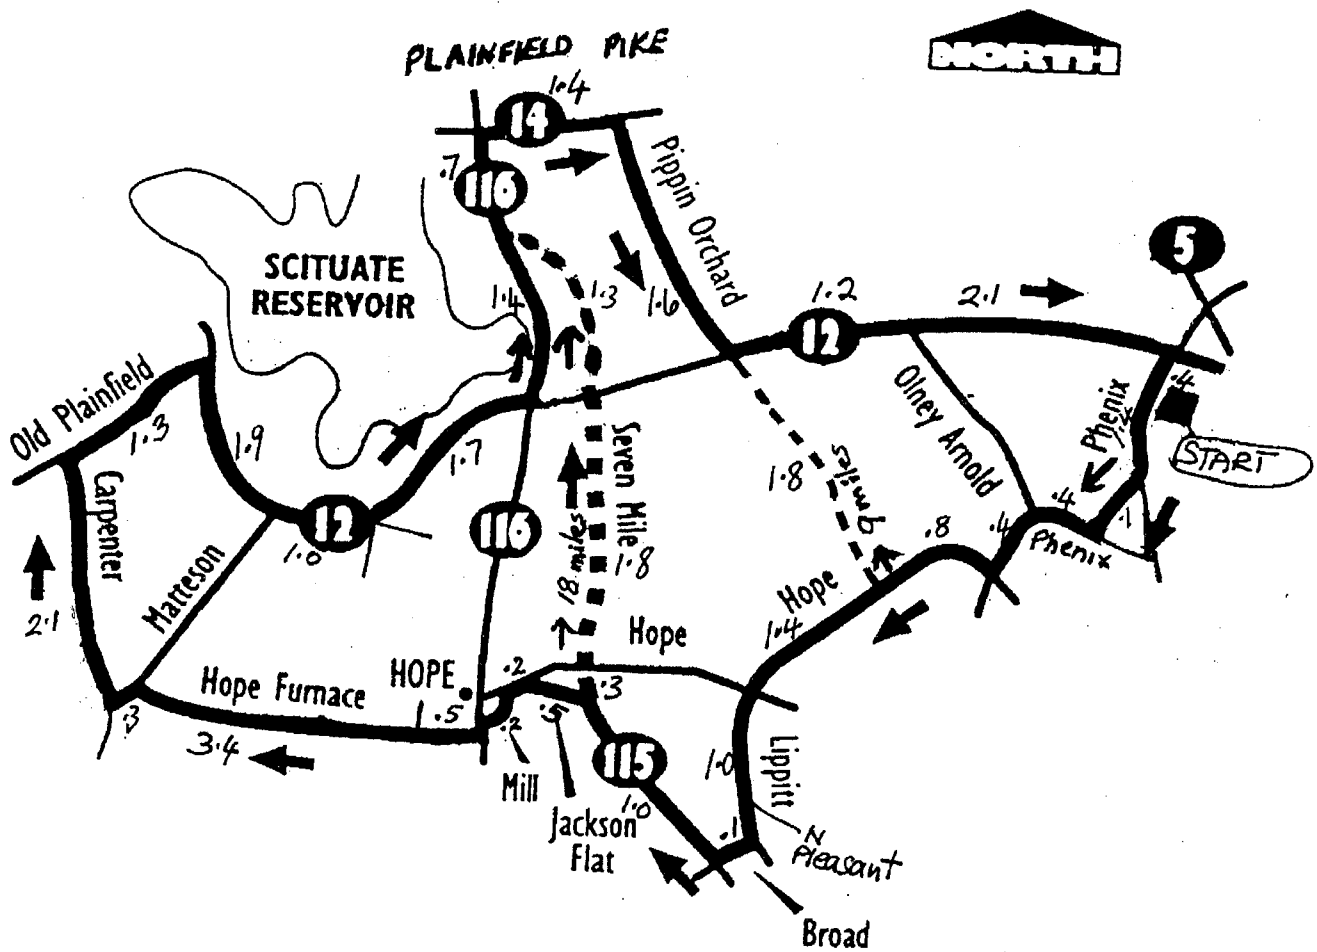 PLAINFIELD PIKE
NORTH
1.4
14
.7
116
Pippin Orchard
5
SCITUATE
RESERVOIR
1.4
1.3
1.6
1.2
2.1
12
Old Plainfield
1.3
1.9
1.7
Carpenter
12
1.0
Matteson
116
Seven Mile
18 miles
1.8
1.8
9 miles
Olney Arnold
Phenix
.4
START
.4
.1
.4
Phenix
.8
Hope
1.4
2.1
.3
Hope Furnace
3.4
HOPE
.5
.2
Hope
.3
.2
.5
Mill
Jackson
Flat
115
1.0
1.0
Lippitt
.1
N
Pleasant
Broad